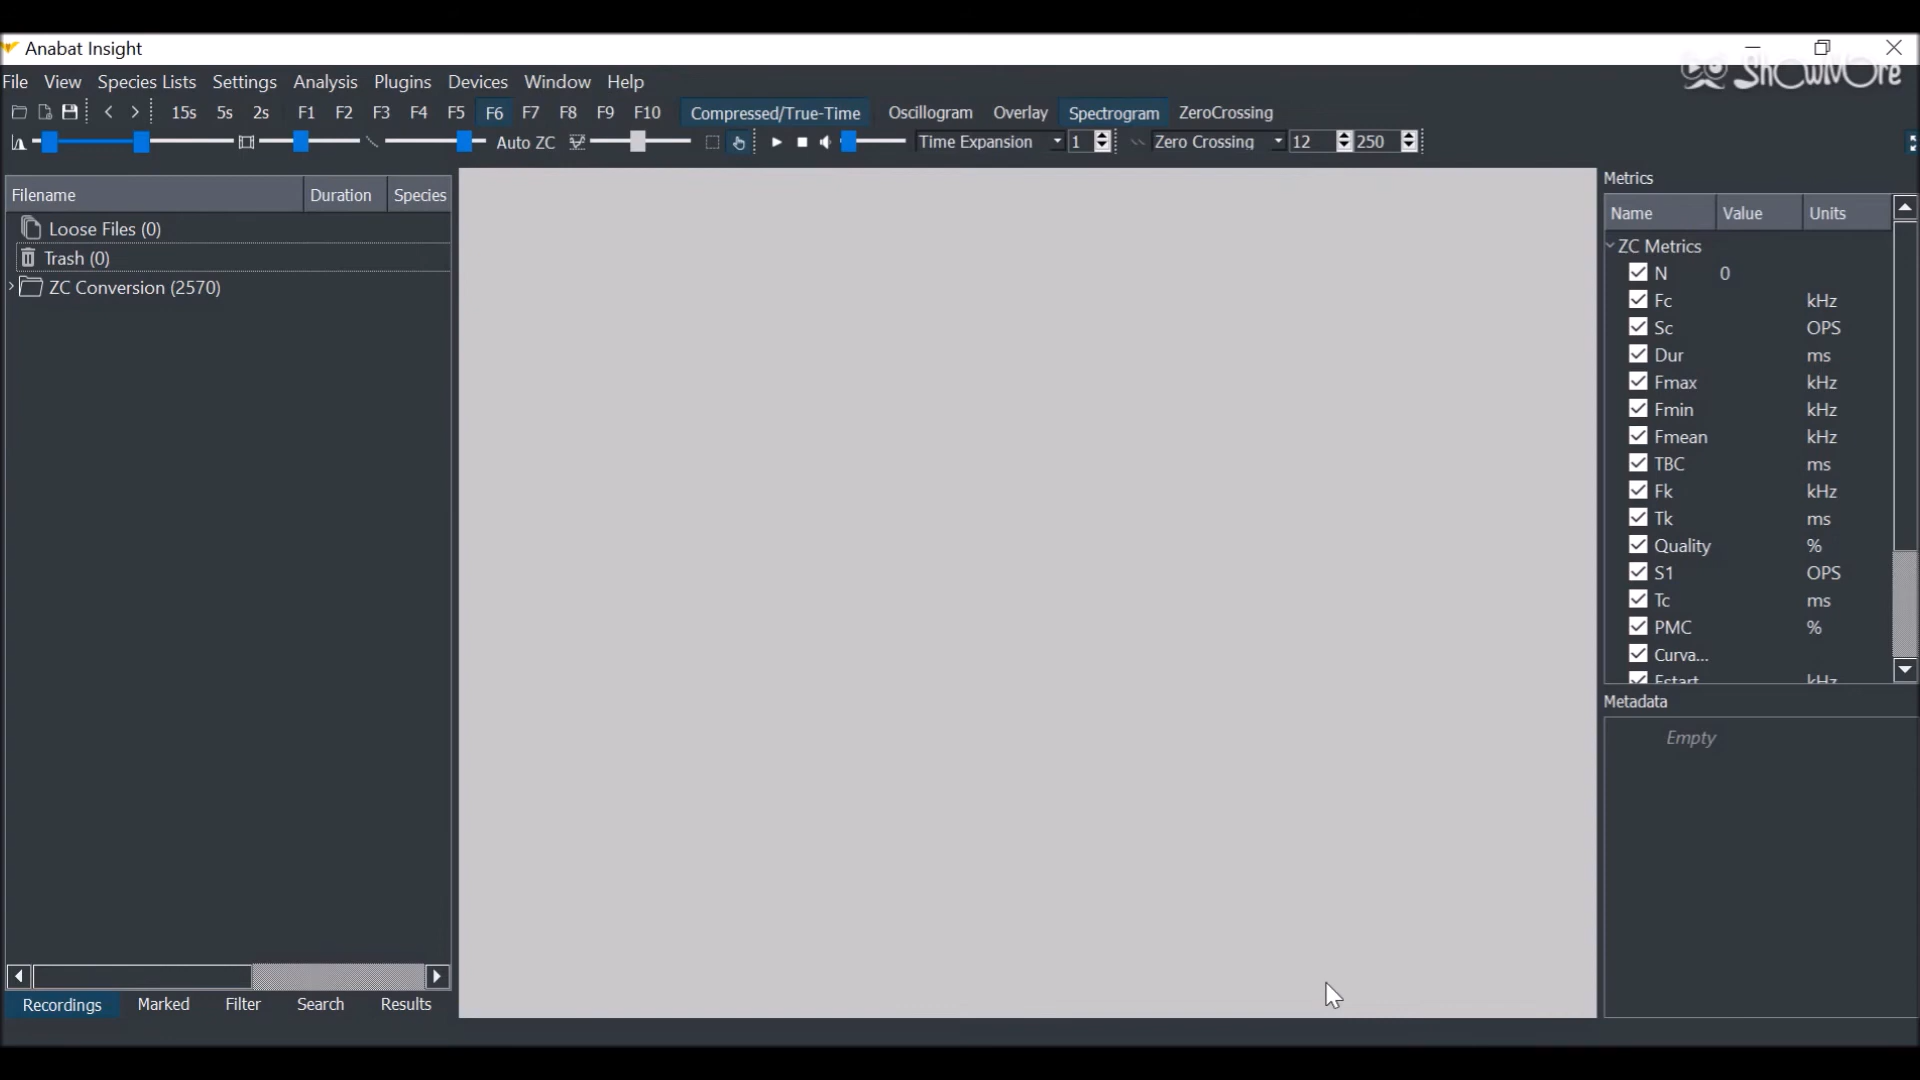 Anabat Insight
ShowMore
File View Species Lists Settings Analysis Plugins Devices Window Help
15s 5s 2s F1 F2 F3 F4 F5 F6 F7 F8 F9 F10 Compressed/True-Time Oscillogram Overlay Spectrogram ZeroCrossing
Auto ZC Time Expansion 1 Zero Crossing 12 250
Filename Duration Species
Loose Files (0)
Trash (0)
ZC Conversion (2570)
Recordings Marked Filter Search Results
Metrics
Name Value Units
ZC Metrics
N 0
Fc kHz
Sc OPS
Dur ms
Fmax kHz
Fmin kHz
Fmean kHz
TBC ms
Fk kHz
Tk ms
Quality %
S1 OPS
Tc ms
PMC %
Curva...
Fstart kHz
Metadata
Empty